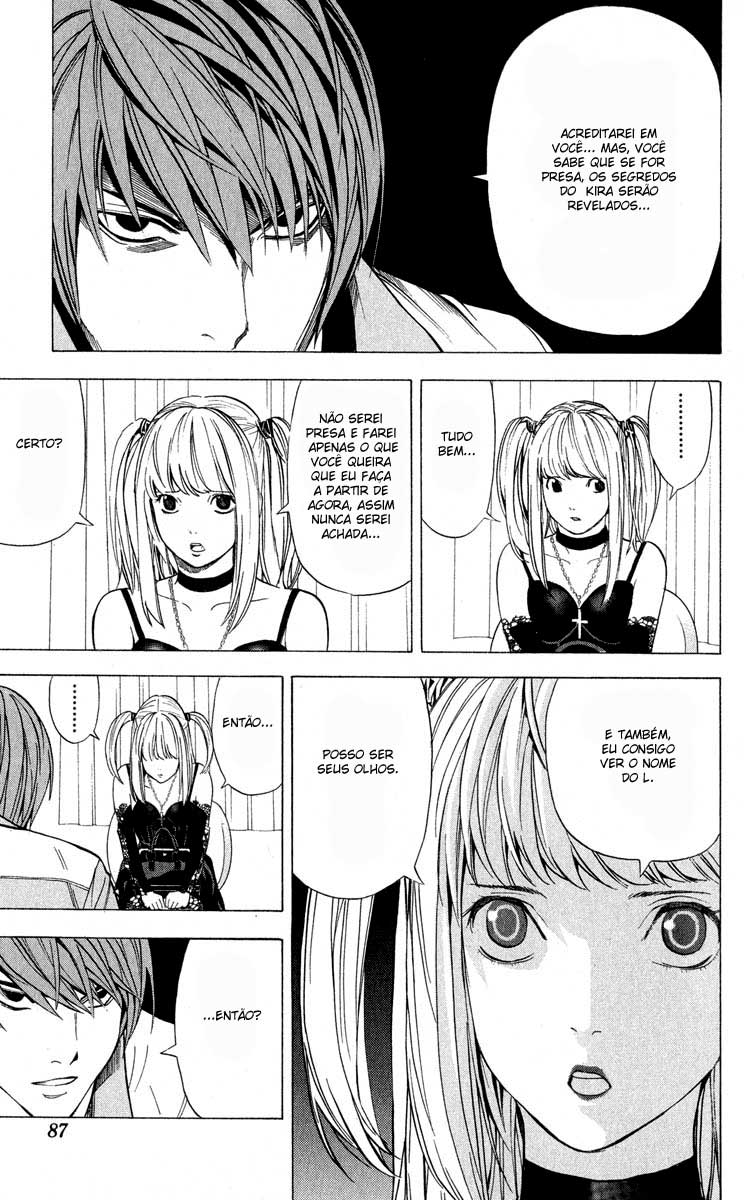 ACREDITAREI EM
VOCÊ... MAS, VOCÊ
SABE QUE SE FOR
PRESA, OS SEGREDOS
DO KIRA SERÃO
REVELADOS...
.........
TUDO
BEM...
NÃO SEREI
PRESA E FAREI
APENAS O QUE
VOCÊ QUEIRA
QUE EU FAÇA
A PARTIR DE
AGORA, ASSIM
NUNCA SEREI
ACHADA...
CERTO?
E TAMBÉM,
EU CONSIGO
VER O NOME
DO L.
POSSO SER
SEUS OLHOS.
ENTÃO...
.........
...ENTÃO?
87